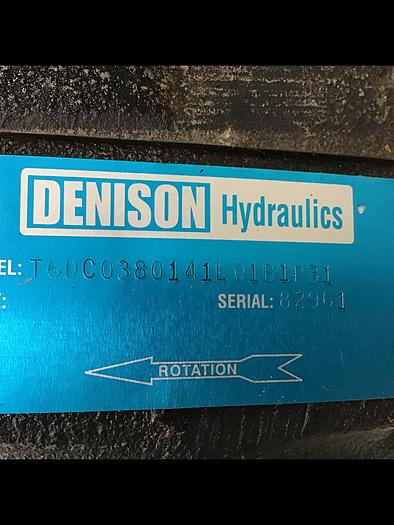 DENISON Hydraulics
EL: T6DC0380141L01B1P31
E:
SERIAL: 82961
ROTATION